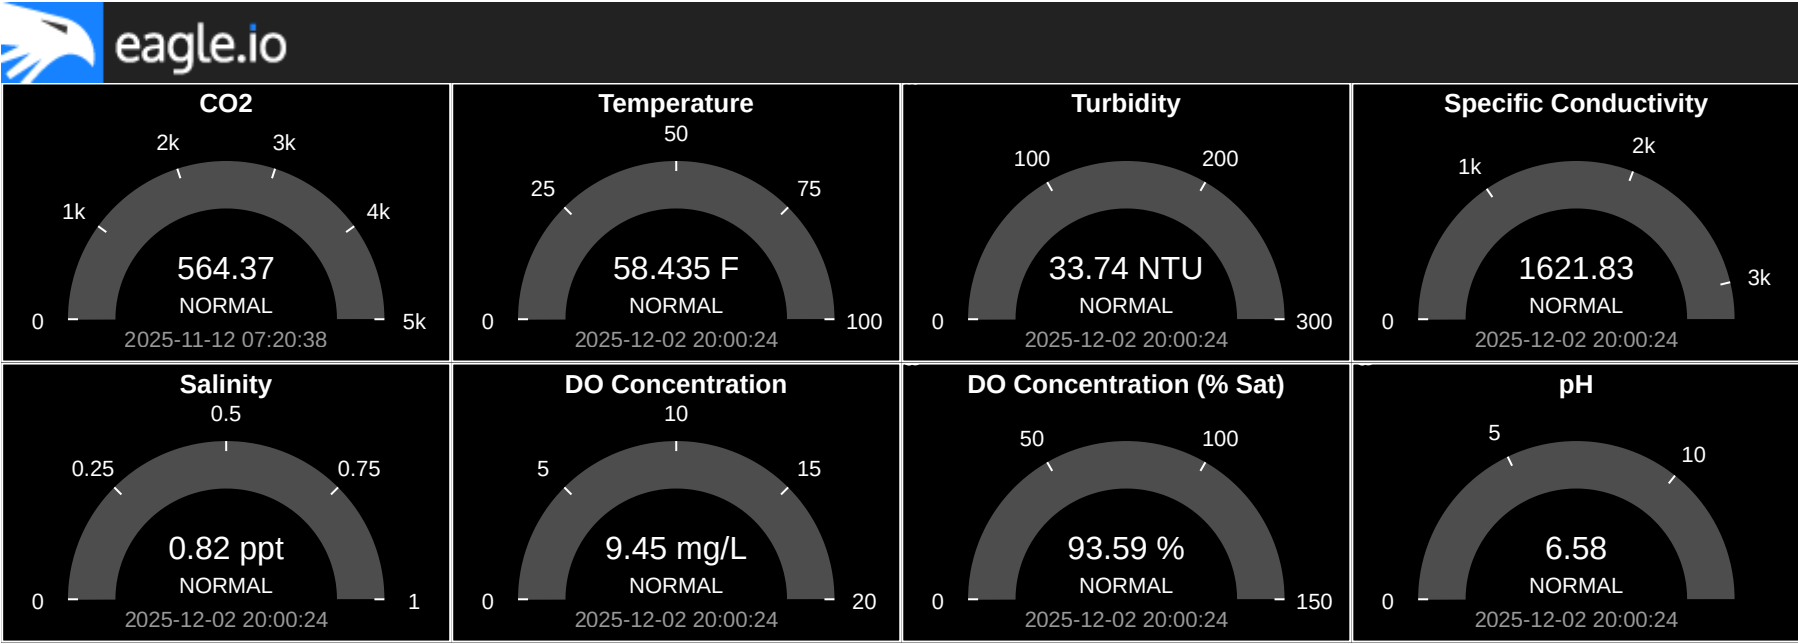 eagle.io
CO2
2k
3k
1k
4k
564.37
NORMAL
0
5k
2025-11-12 07:20:38
Temperature
50
25
75
58.435 F
NORMAL
0
100
2025-12-02 20:00:24
Turbidity
100
200
33.74 NTU
NORMAL
0
300
2025-12-02 20:00:24
Specific Conductivity
2k
1k
1621.83
3k
NORMAL
0
2025-12-02 20:00:24
Salinity
0.5
0.25
0.75
0.82 ppt
NORMAL
0
1
2025-12-02 20:00:24
DO Concentration
10
5
15
9.45 mg/L
NORMAL
0
20
2025-12-02 20:00:24
DO Concentration (% Sat)
50
100
93.59 %
NORMAL
0
150
2025-12-02 20:00:24
pH
5
10
6.58
NORMAL
0
2025-12-02 20:00:24